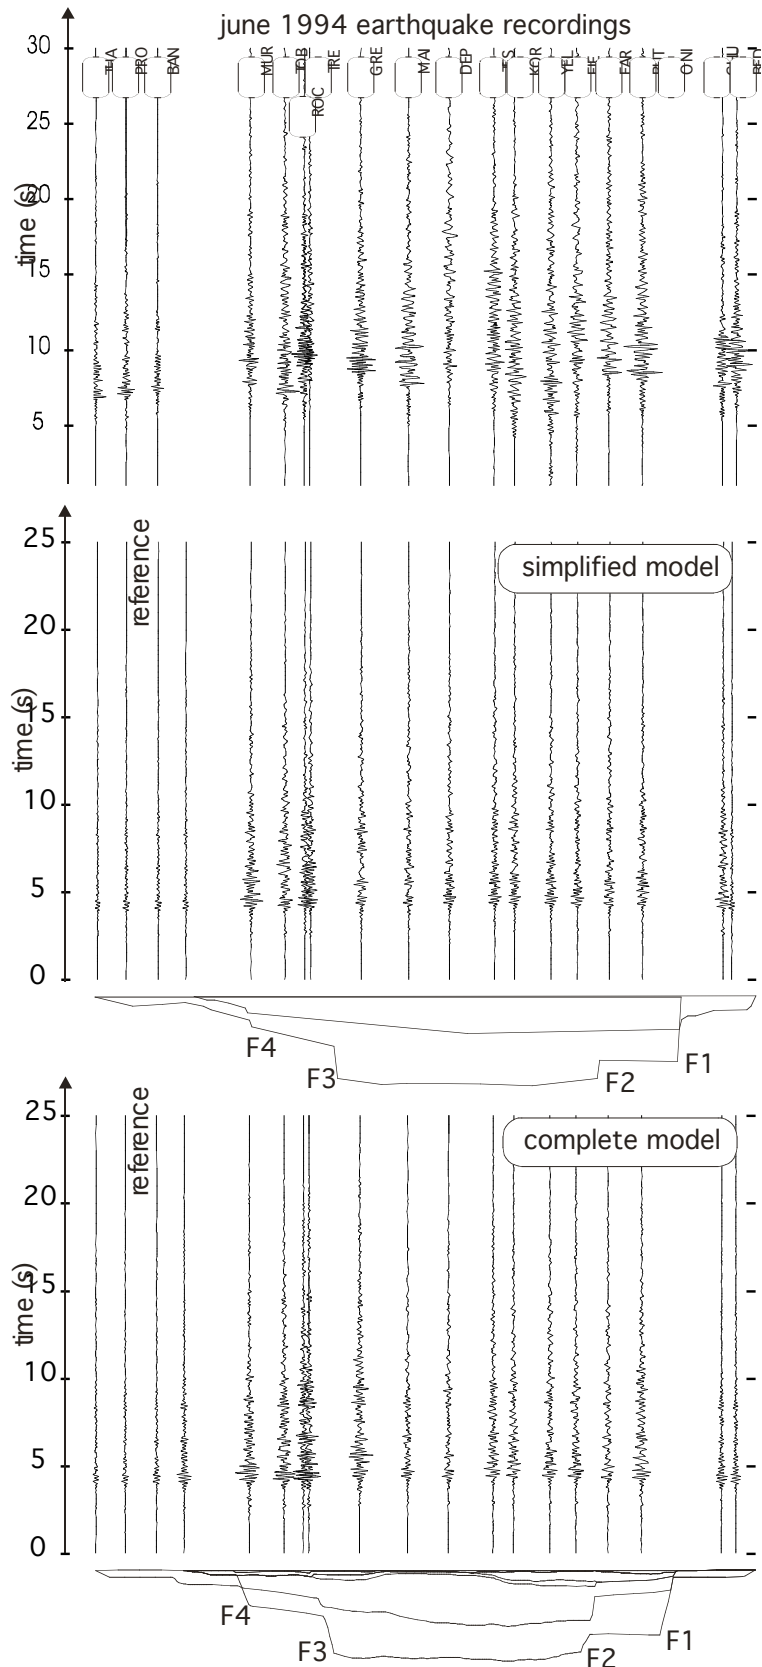 june 1994 earthquake recordings
PRO
BAN
MUR
TRE
GRE
MAI
DEP
KOR
YEL
FAR
ONI
ROC
30
25
20
15
10
5
time (s)
reference
simplified model
25
20
15
10
5
0
time (s)
F4
F3
F2
F1
reference
complete model
25
20
15
10
5
0
time (s)
F4
F3
F2
F1